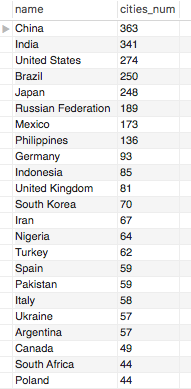 name cities_num
China 363
India 341
United States 274
Brazil 250
Japan 248
Russian Federation 189
Mexico 173
Philippines 136
Germany 93
Indonesia 85
United Kingdom 81
South Korea 70
Iran 67
Nigeria 64
Turkey 62
Spain 59
Pakistan 59
Italy 58
Ukraine 57
Argentina 57
Canada 49
South Africa 44
Poland 44